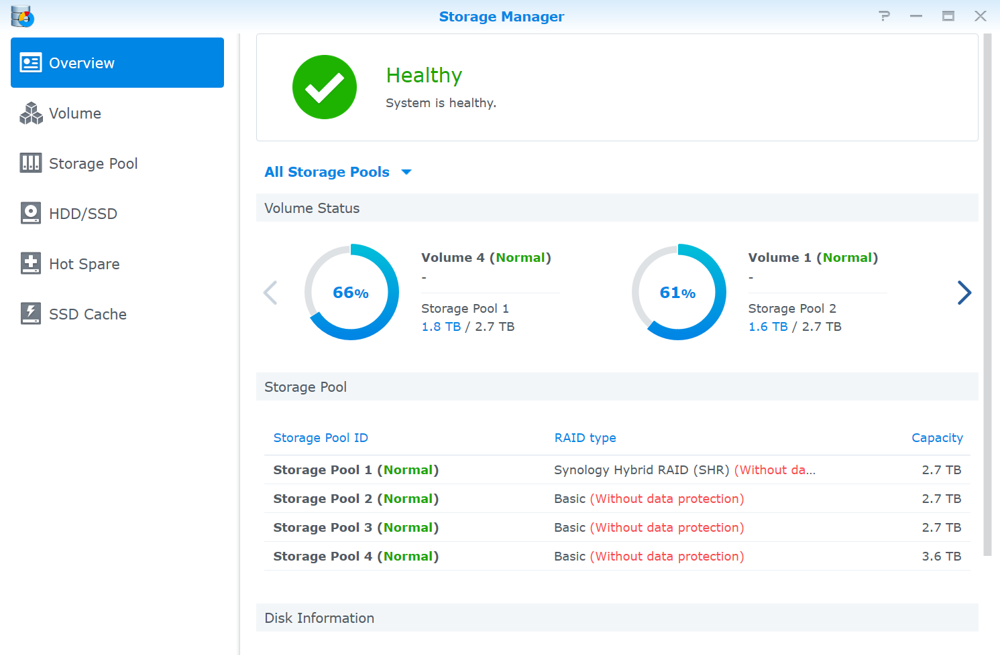 Storage Manager
Overview
Volume
Storage Pool
HDD/SSD
Hot Spare
SSD Cache
Healthy
System is healthy.
All Storage Pools
Volume Status
66%
Volume 4 (Normal)
-
Storage Pool 1
1.8 TB / 2.7 TB
61%
Volume 1 (Normal)
-
Storage Pool 2
1.6 TB / 2.7 TB
Storage Pool
Storage Pool ID RAID type Capacity
Storage Pool 1 (Normal) Synology Hybrid RAID (SHR) (Without da... 2.7 TB
Storage Pool 2 (Normal) Basic (Without data protection) 2.7 TB
Storage Pool 3 (Normal) Basic (Without data protection) 2.7 TB
Storage Pool 4 (Normal) Basic (Without data protection) 3.6 TB
Disk Information